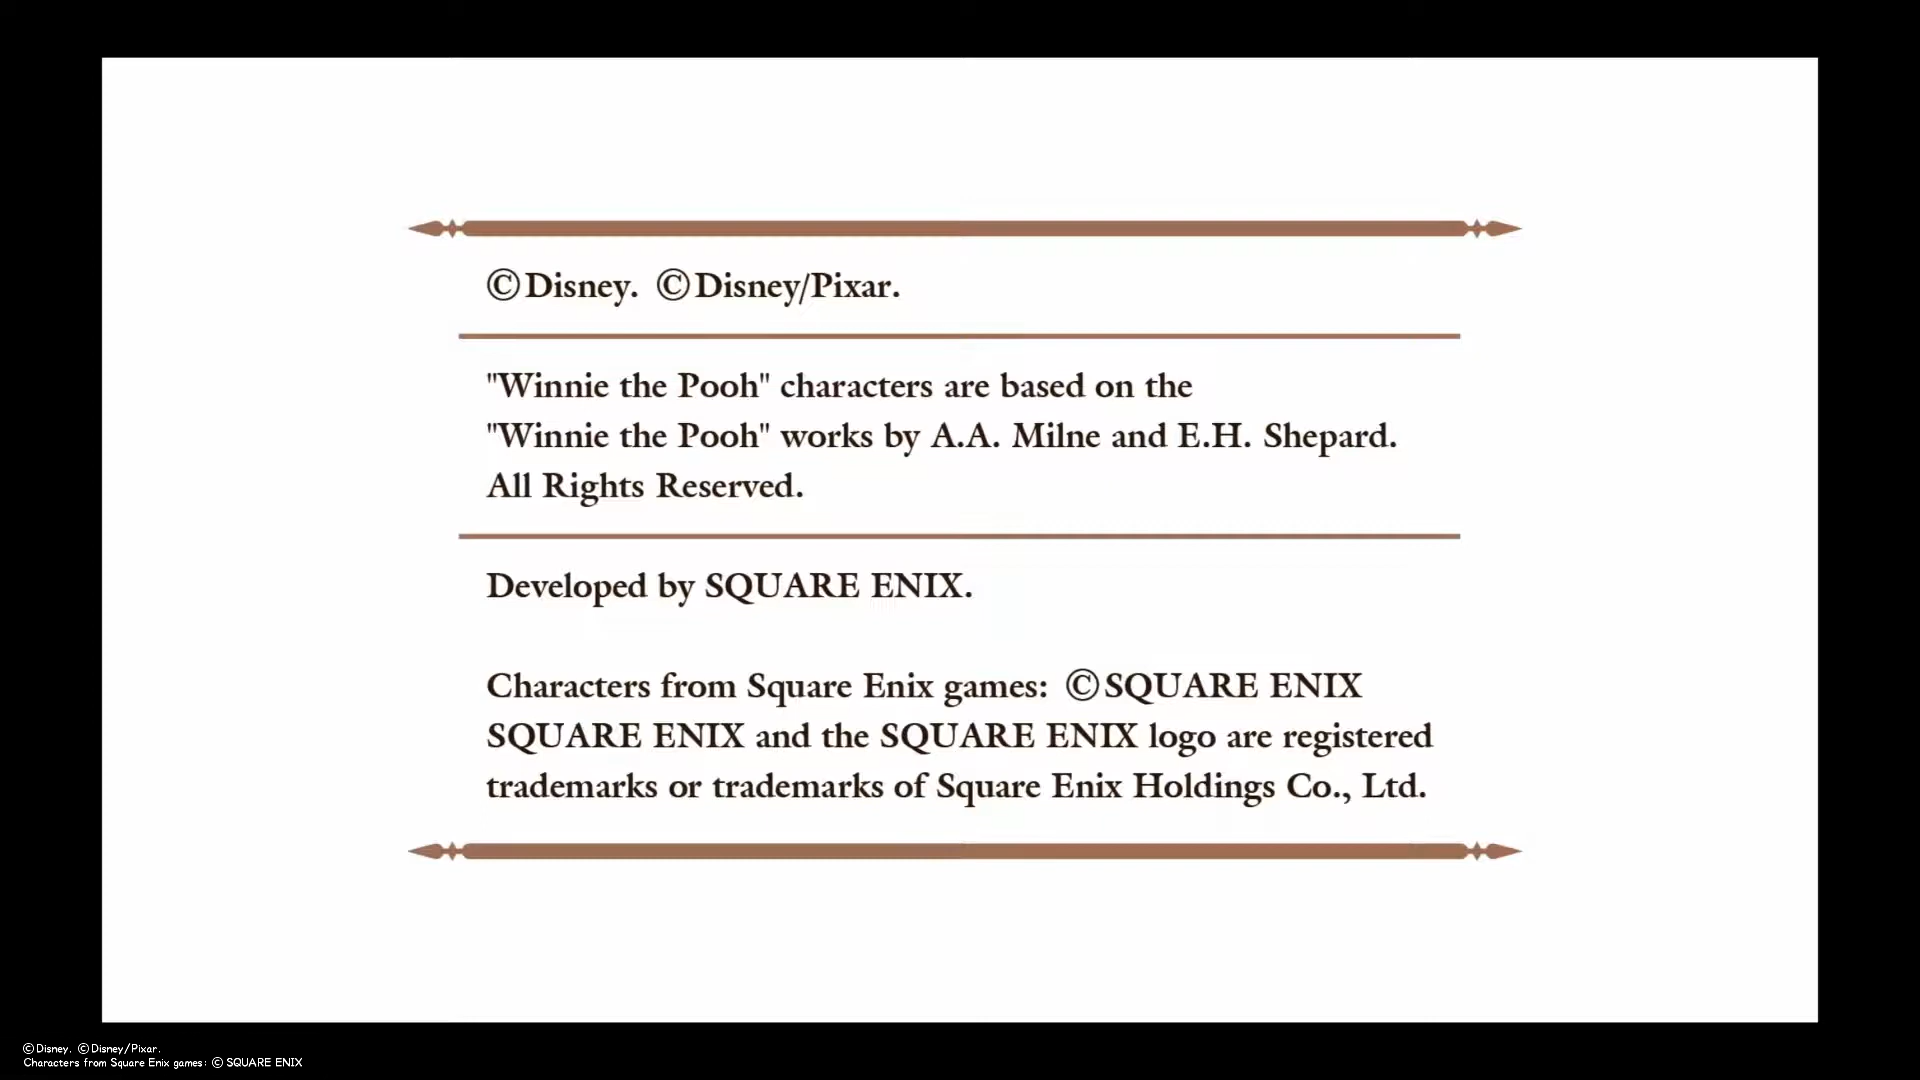 ©Disney. ©Disney/Pixar.
"Winnie the Pooh" characters are based on the
"Winnie the Pooh" works by A.A. Milne and E.H. Shepard.
All Rights Reserved.
Developed by SQUARE ENIX.
Characters from Square Enix games: ©SQUARE ENIX
SQUARE ENIX and the SQUARE ENIX logo are registered
trademarks or trademarks of Square Enix Holdings Co., Ltd.
©Disney. ©Disney/Pixar.
Characters from Square Enix games: © SQUARE ENIX